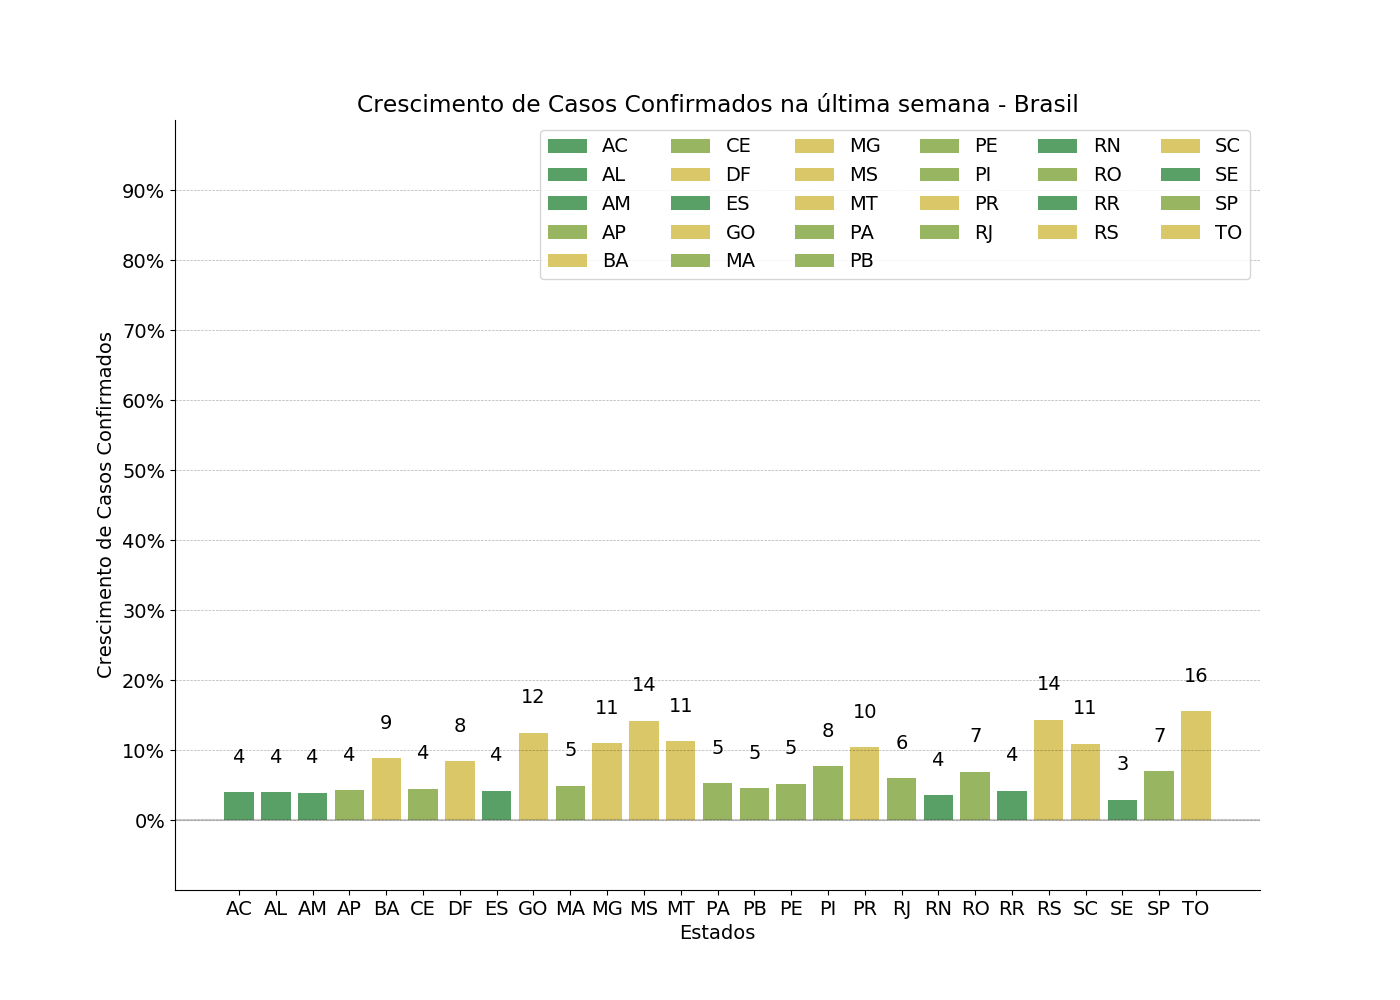 Crescimento de Casos Confirmados na última semana - Brasil
AC CE MG PE RN SC
AL DF MS PI RO SE
AM ES MT PR RR SP
AP GO PA RJ RS TO
BA MA PB
90%
80%
70%
60%
50%
40%
30%
20%
10%
0%
Crescimento de Casos Confirmados
4 4 4 4 9 4 8 4 12 5 11 14 11 5 5 5 8 10 6 4 7 4 14 11 3 7 16
AC AL AM AP BA CE DF ES GO MA MG MS MT PA PB PE PI PR RJ RN RO RR RS SC SE SP TO
Estados